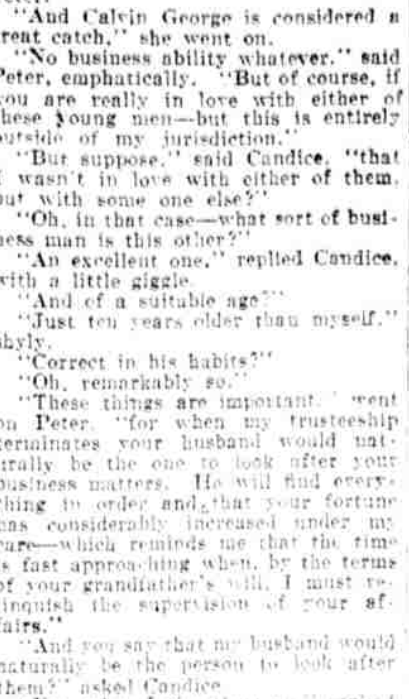 "And Calvin George is considered a
reat catch," she went on.
"No business ability whatever," said
Peter, emphatically. "But of course, if
you are really in love with either of
hese young men—but this is entirely
outside of my jurisdiction."
"But suppose," said Candice, "that
I wasn't in love with either of them,
but with some one else?"
"Oh, in that case—what sort of busi-
ness man is this other?"
"An excellent one," replied Candice,
with a little giggle.
"And of a suitable age?"
"Just ten years older than myself,"
shyly.
"Correct in his habits?"
"Oh, remarkably so."
"These things are important," went
on Peter, "for when my trusteeship
terminates your husband would nat-
urally be the one to look after your
business matters. He will find every-
thing in order and that your fortune
has considerably increased under my
care—which reminds me that the time
is fast approaching when, by the terms
of your grandfather's will, I must re-
linquish the supervision of your af-
fairs."
"And you say that my husband would
naturally be the person to look after
them?" asked Candice.